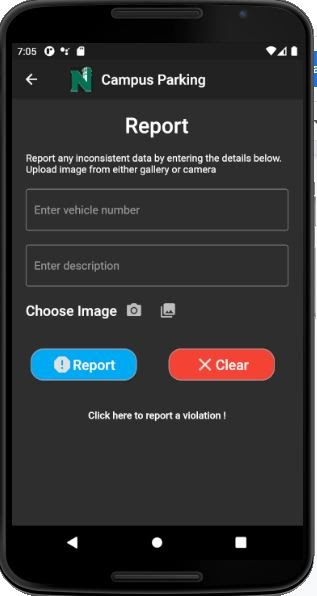 7:05
N
Campus Parking
Report
Report any inconsistent data by entering the details below.
Upload image from either gallery or camera
Enter vehicle number
Enter description
Choose Image
Report
Clear
Click here to report a violation !